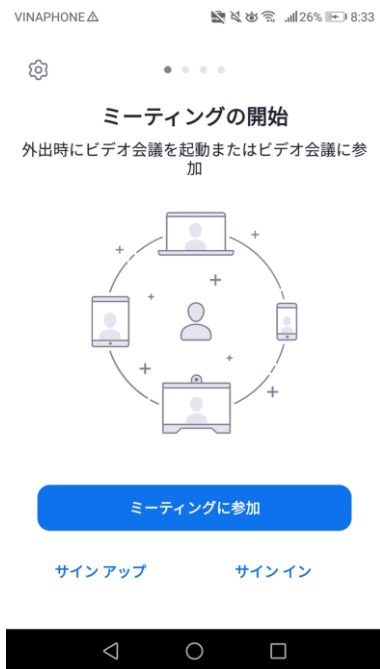 VINAPHONE 26% 8:33
ミーティングの開始
外出時にビデオ会議を起動またはビデオ会議に参
加
ミーティングに参加
サイン アップ サイン イン